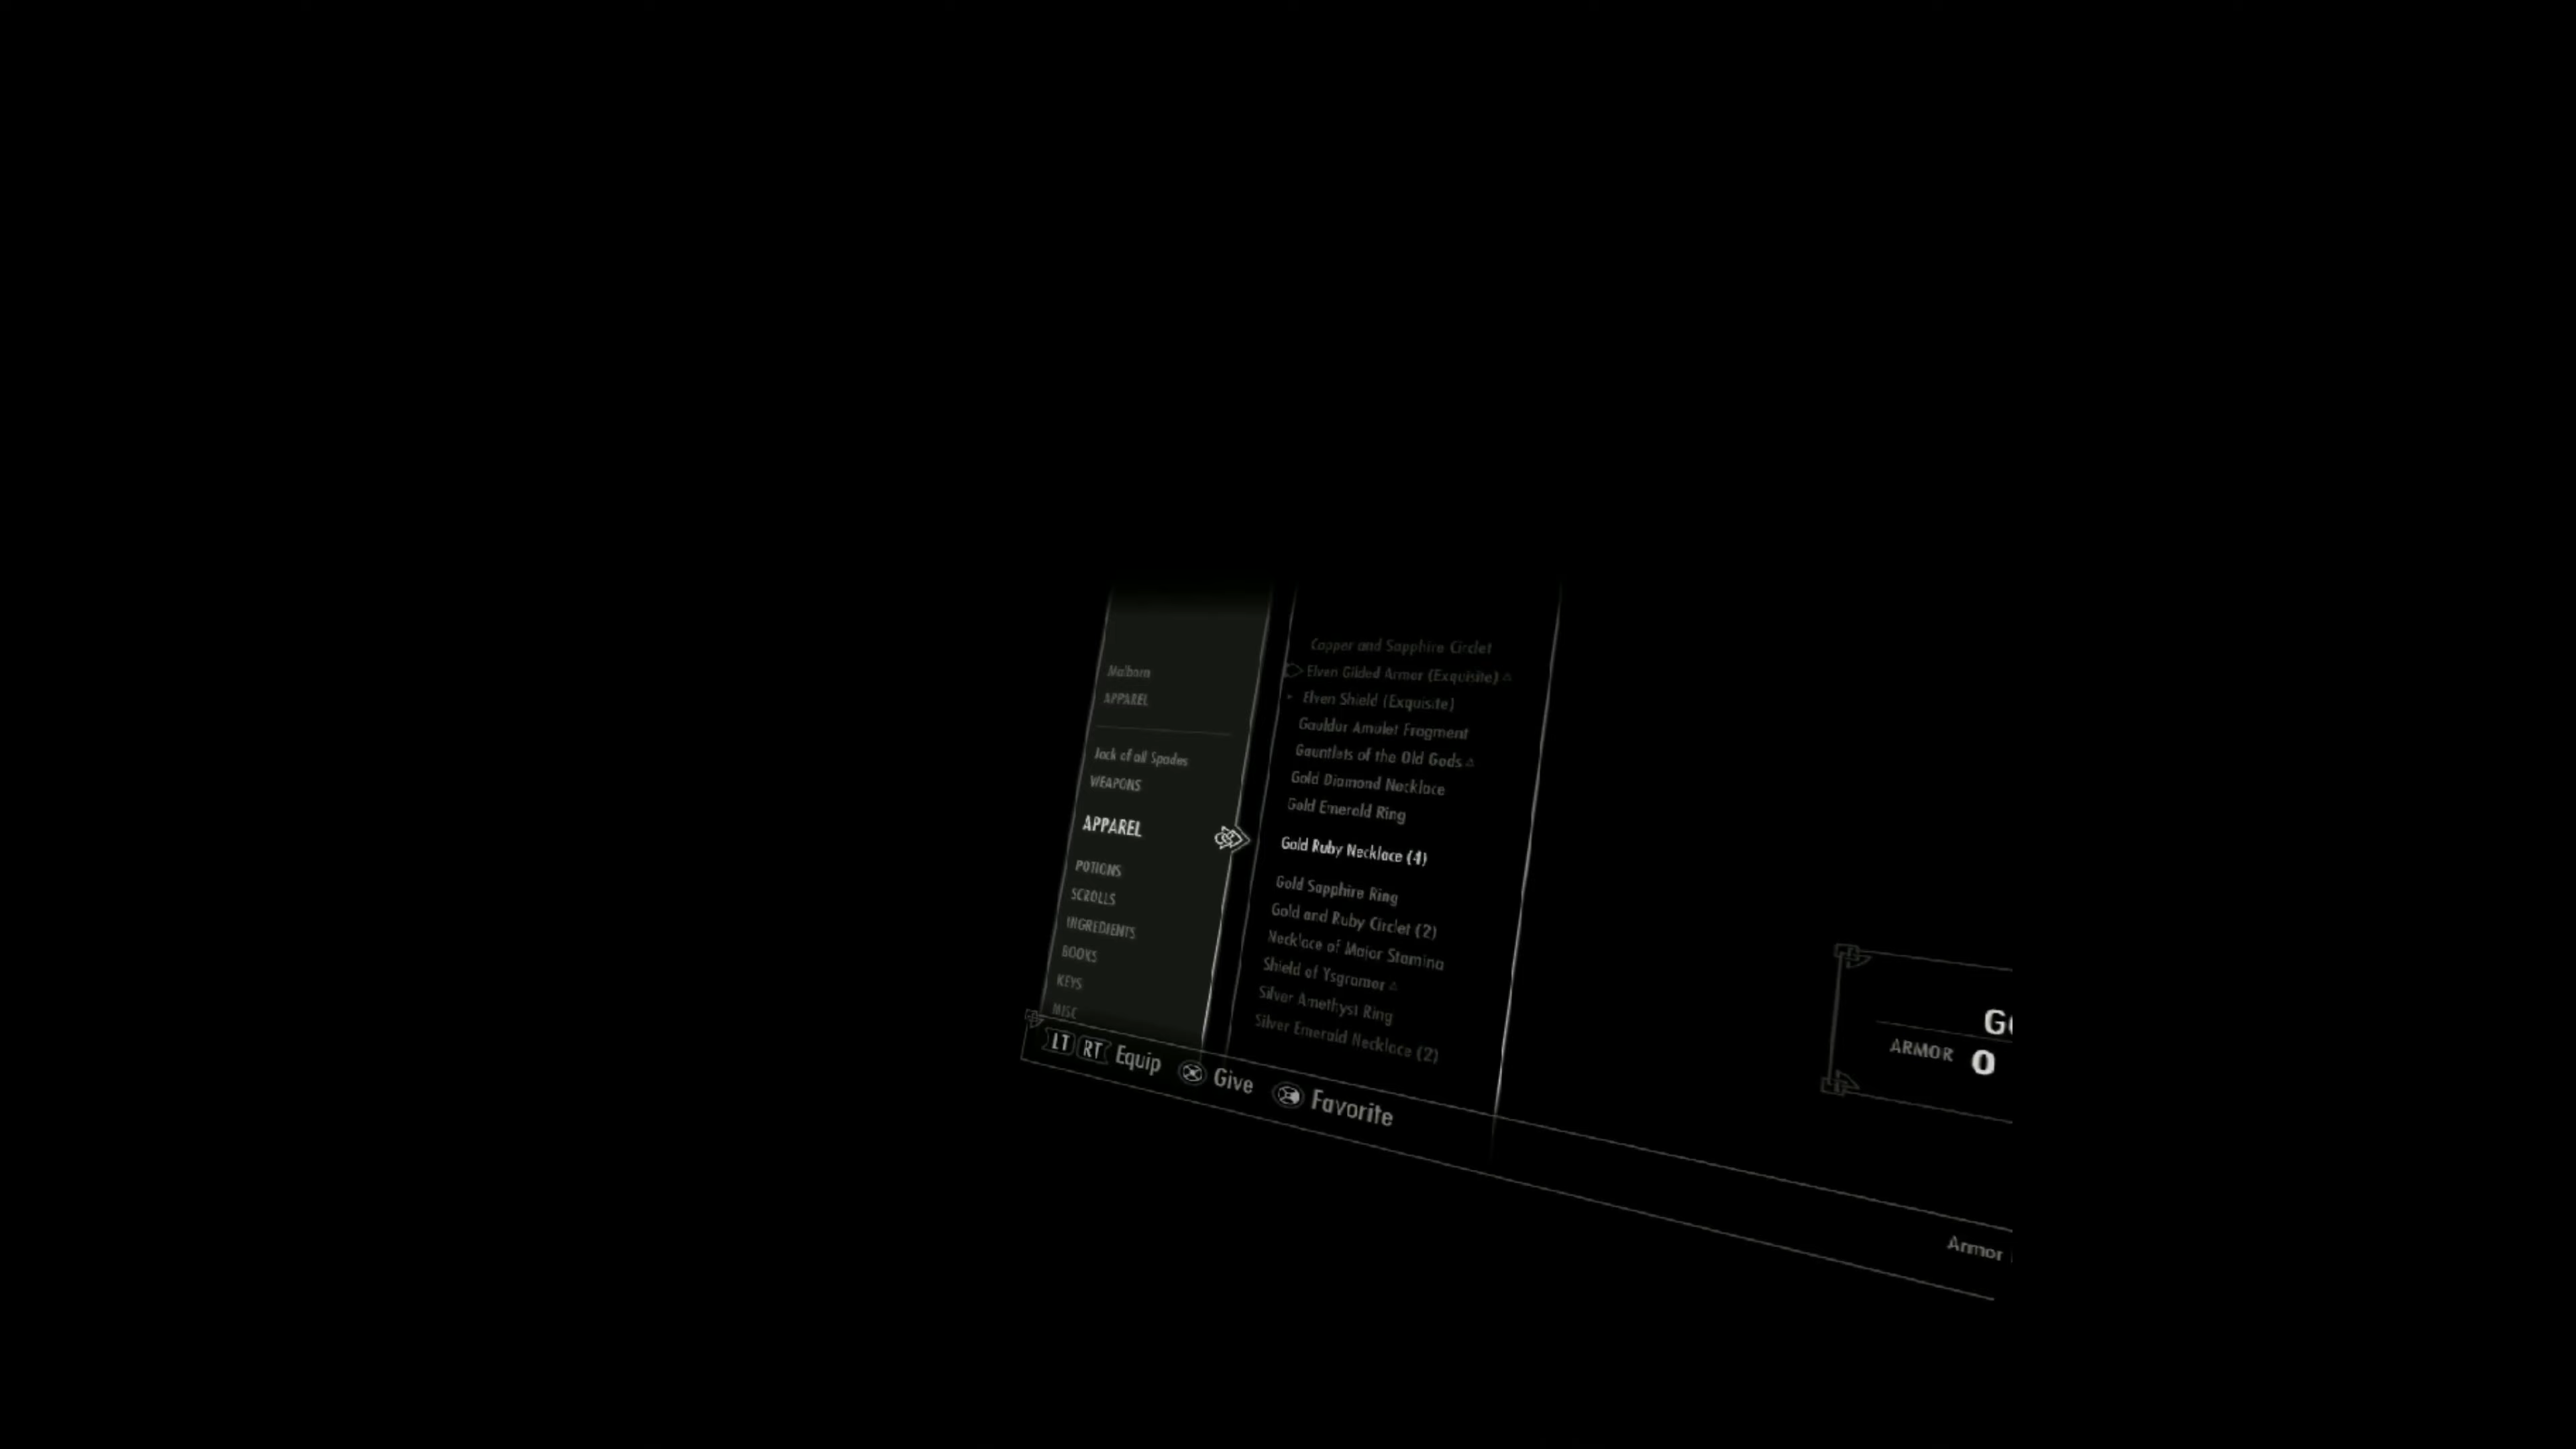 Malborn
APPAREL
Jack of all Spades
WEAPONS
APPAREL
POTIONS
SCROLLS
INGREDIENTS
BOOKS
KEYS
MISC
Copper and Sapphire Circlet
Elven Gilded Armor (Exquisite)
Elven Shield (Exquisite)
Gauldur Amulet Fragment
Gauntlets of the Old Gods
Gold Diamond Necklace
Gold Emerald Ring
Gold Ruby Necklace (4)
Gold Sapphire Ring
Gold and Ruby Circlet (2)
Necklace of Major Stamina
Shield of Ysgramor
Silver Amethyst Ring
Silver Emerald Necklace (2)
ARMOR 0
LT RT Equip Give Favorite
Armor